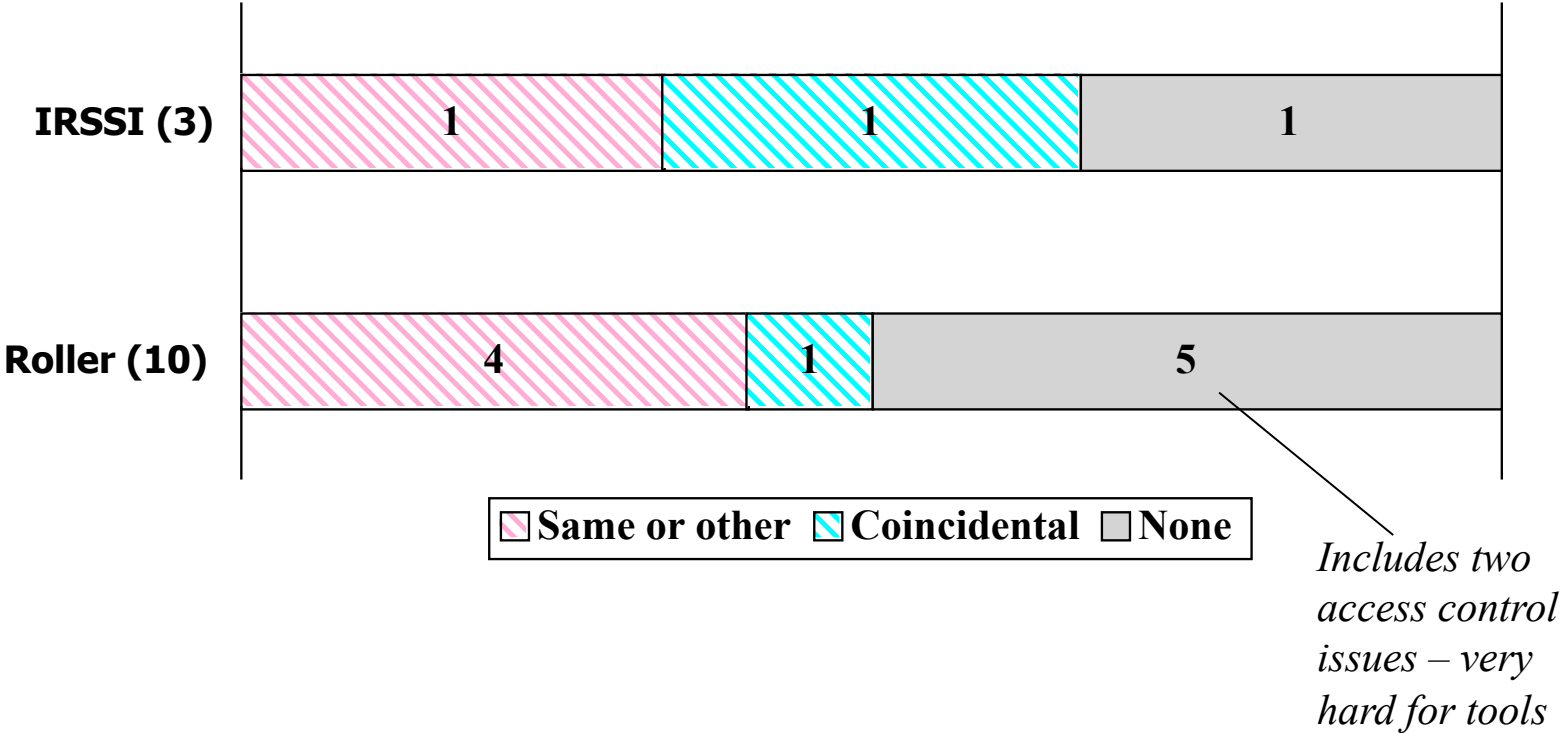 IRSSI (3) 1 1 1
Roller (10) 4 1 5
Same or other Coincidental None
Includes two
access control
issues – very
hard for tools